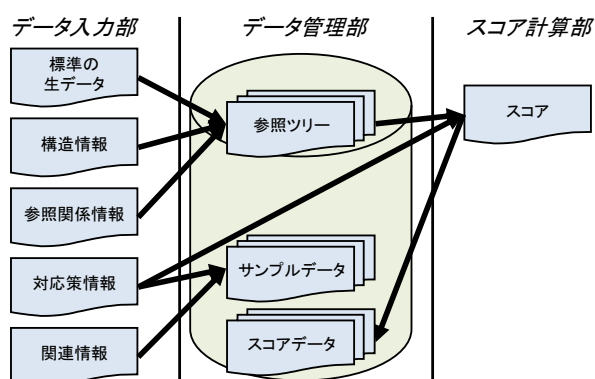 データ入力部
データ管理部
スコア計算部
標準の
生データ
構造情報
参照関係情報
対応策情報
関連情報
参照ツリー
サンプルデータ
スコアデータ
スコア